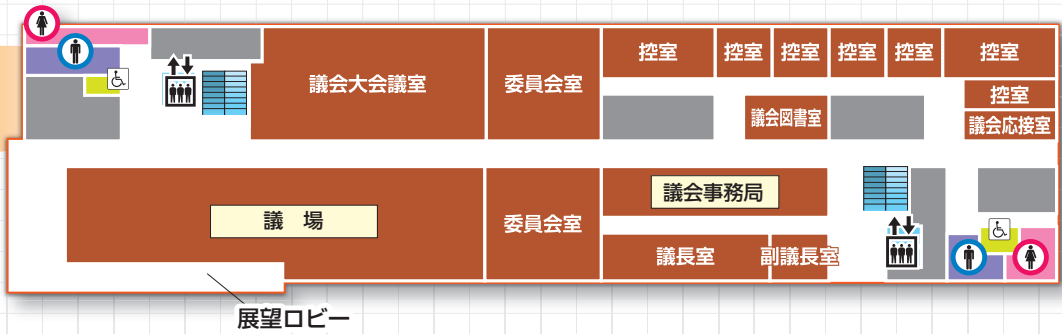 控室
控室
控室
控室
控室
控室
議会大会議室
委員会室
控室
議会図書室
議会応接室
議会事務局
議　場
委員会室
議長室
副議長室
展望ロビー